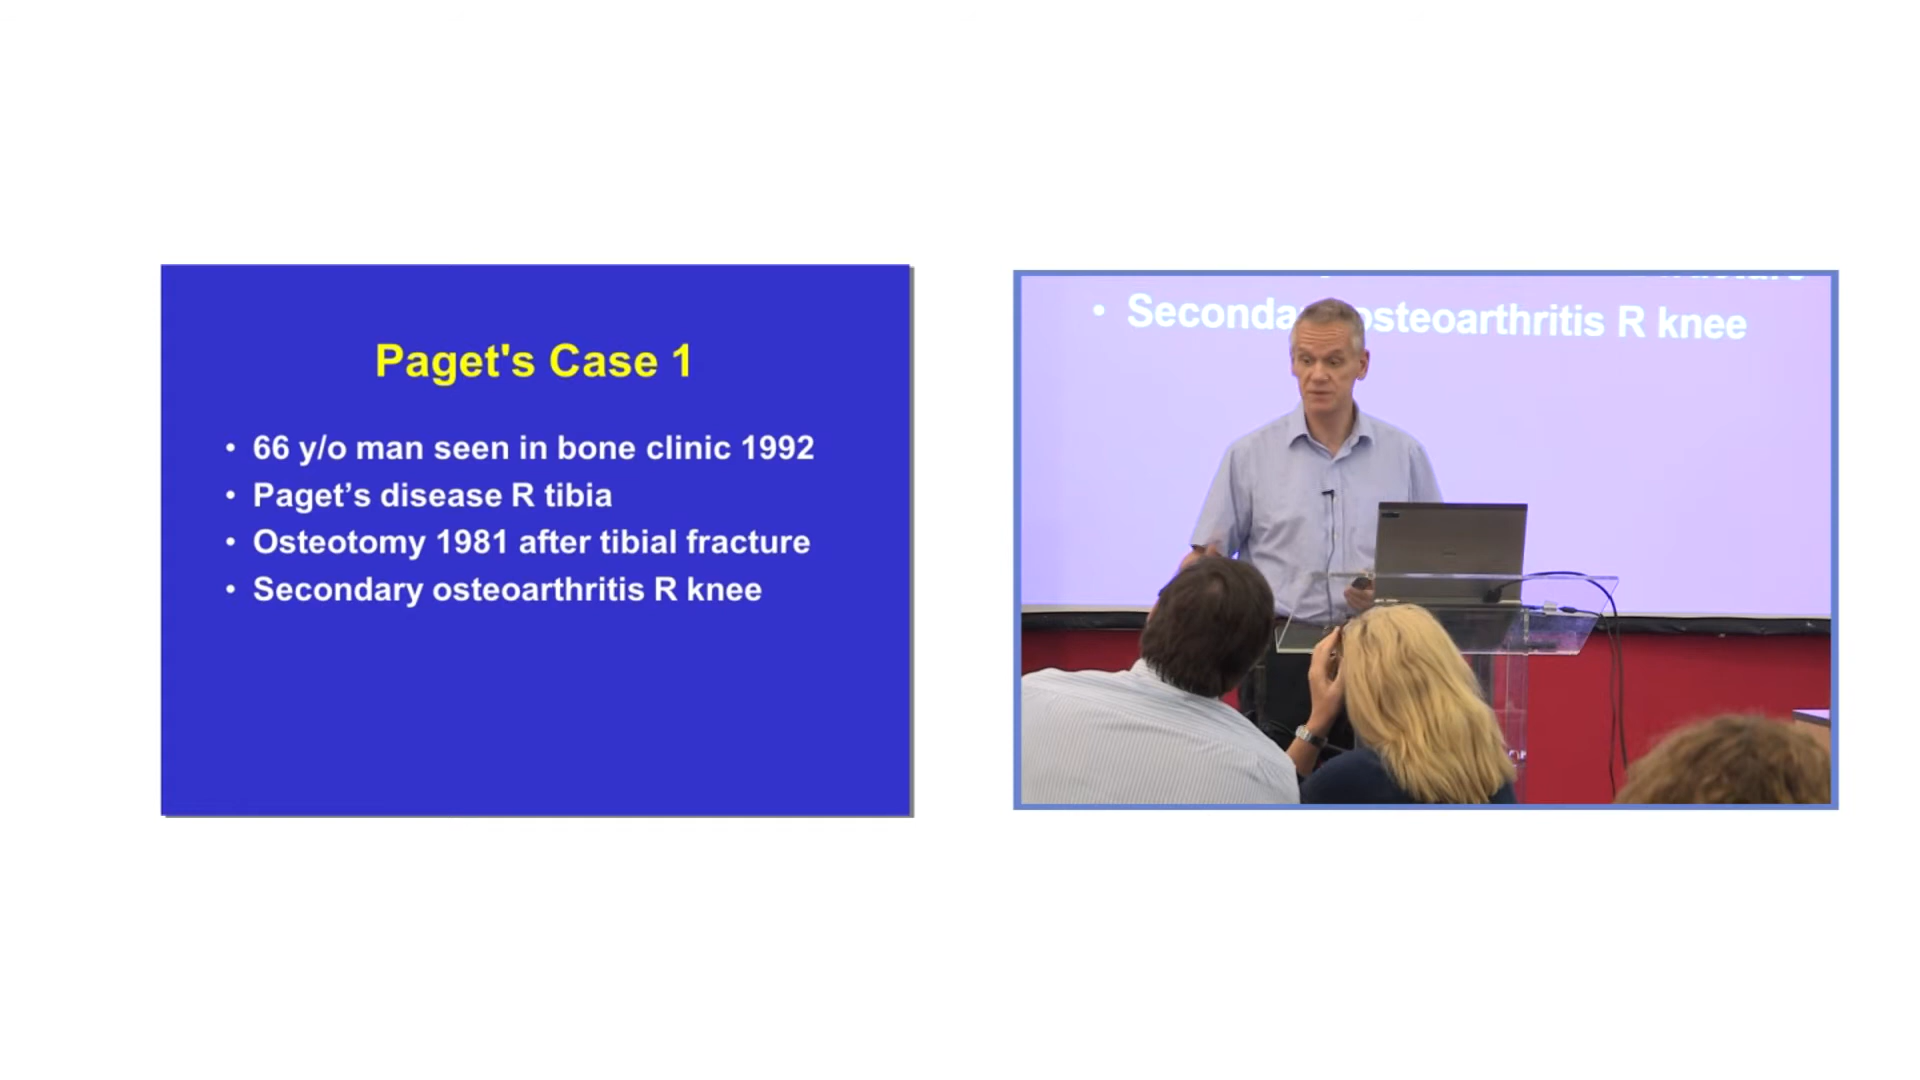 Paget's Case 1
• 66 y/o man seen in bone clinic 1992
• Paget’s disease R tibia
• Osteotomy 1981 after tibial fracture
• Secondary osteoarthritis R knee
• Secondary osteoarthritis R knee